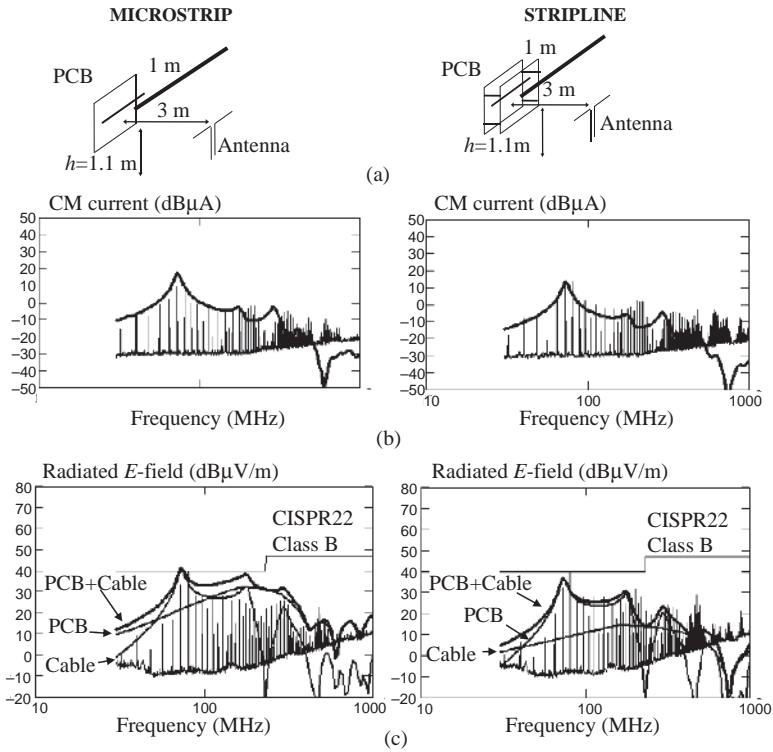 MICROSTRIP
STRIPLINE
PCB
1 m
3 m
Antenna
h=1.1 m
PCB
1 m
3 m
Antenna
h=1.1m
(a)
CM current (dBµA)
50
40
30
20
10
0
–10
–20
–30
–40
–50
Frequency (MHz)
CM current (dBµA)
50
40
30
20
10
0
–10
–20
–30
–40
–50
10
100
1000
Frequency (MHz)
(b)
Radiated E-field (dBµV/m)
80
70
60
50
40
30
20
10
0
–10
–20
CISPR22
Class B
PCB+Cable
PCB
Cable
10
100
1000
Frequency (MHz)
Radiated E-field (dBµV/m)
80
70
60
50
40
30
20
10
0
–10
–20
CISPR22
Class B
PCB+Cable
PCB
Cable
10
100
1000
Frequency (MHz)
(c)